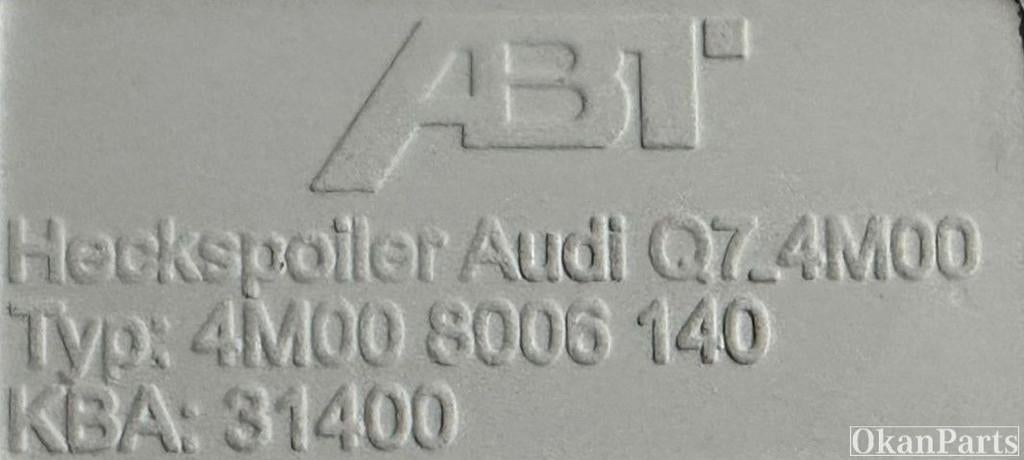 ABT
Heckspoiler Audi Q7_4M00
Typ: 4M00 8006 140
KBA: 31400
OkanParts